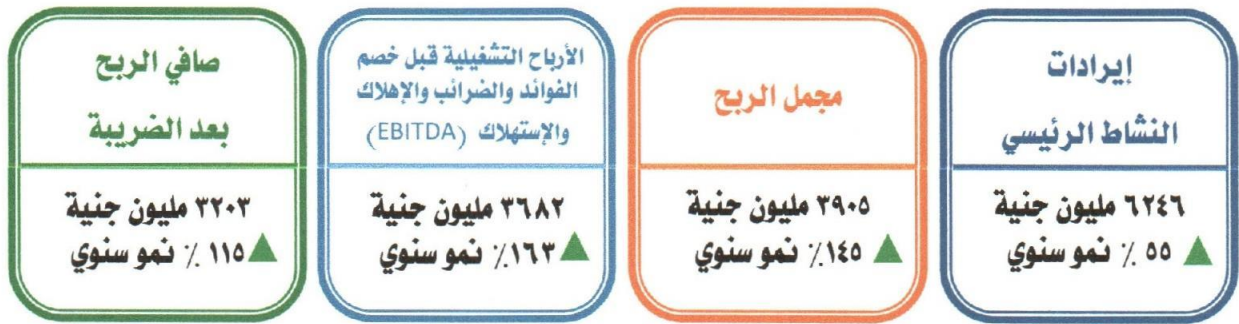 إيرادات
النشاط الرئيسي
٦٢٤٦ مليون جنية
٥٥ ٪ نمو سنوي
مجمل الربح
٣٩٠٥ مليون جنية
١٤٥٪ نمو سنوي
الأرباح التشغيلية قبل خصم
الفوائد والضرائب والإهلاك
والإستهلاك (EBITDA)
٣٦٨٢ مليون جنية
١٦٣٪ نمو سنوي
صافي الربح
بعد الضريبة
٣٢٠٣ مليون جنية
١١٥ ٪ نمو سنوي